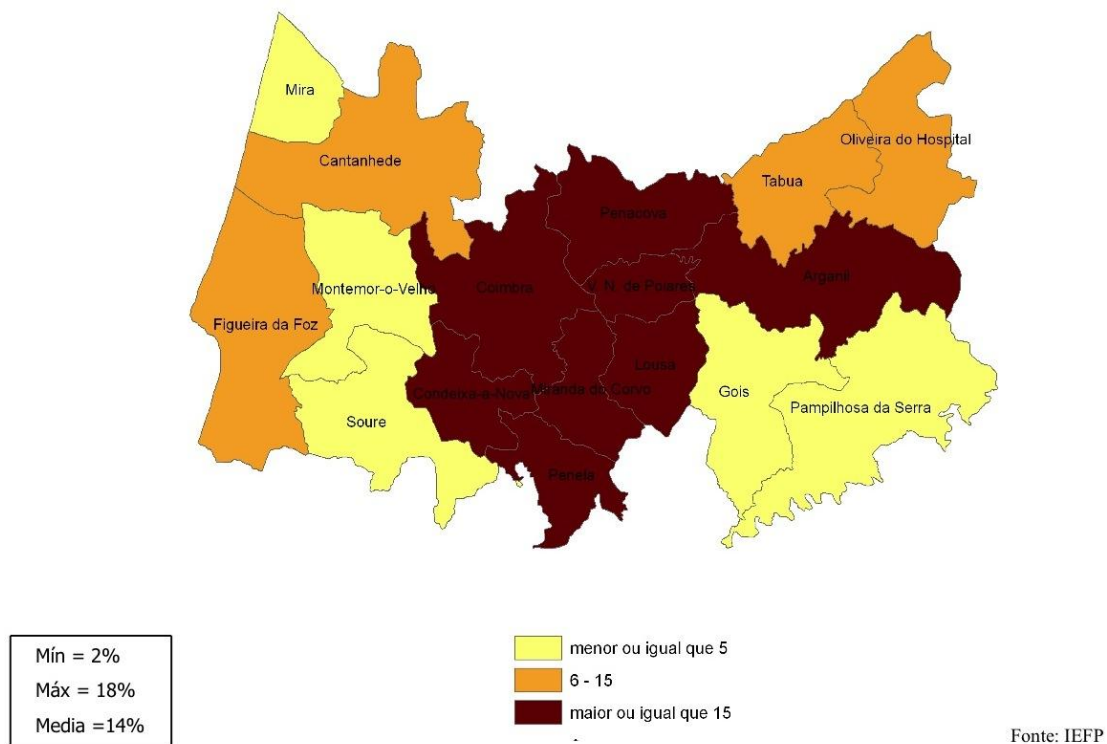 Mira
Cantanhede
Oliveira do Hospital
Tabua
Penacova
Arganil
Montemor-o-Velho
Coimbra
V. N. de Poiares
Figueira da Foz
Lousa
Condeixa-a-Nova
Miranda do Corvo
Gois
Pampilhosa da Serra
Soure
Penela
Mín = 2%
Máx = 18%
Media =14%
menor ou igual que 5
6 - 15
maior ou igual que 15
Fonte: IEFP